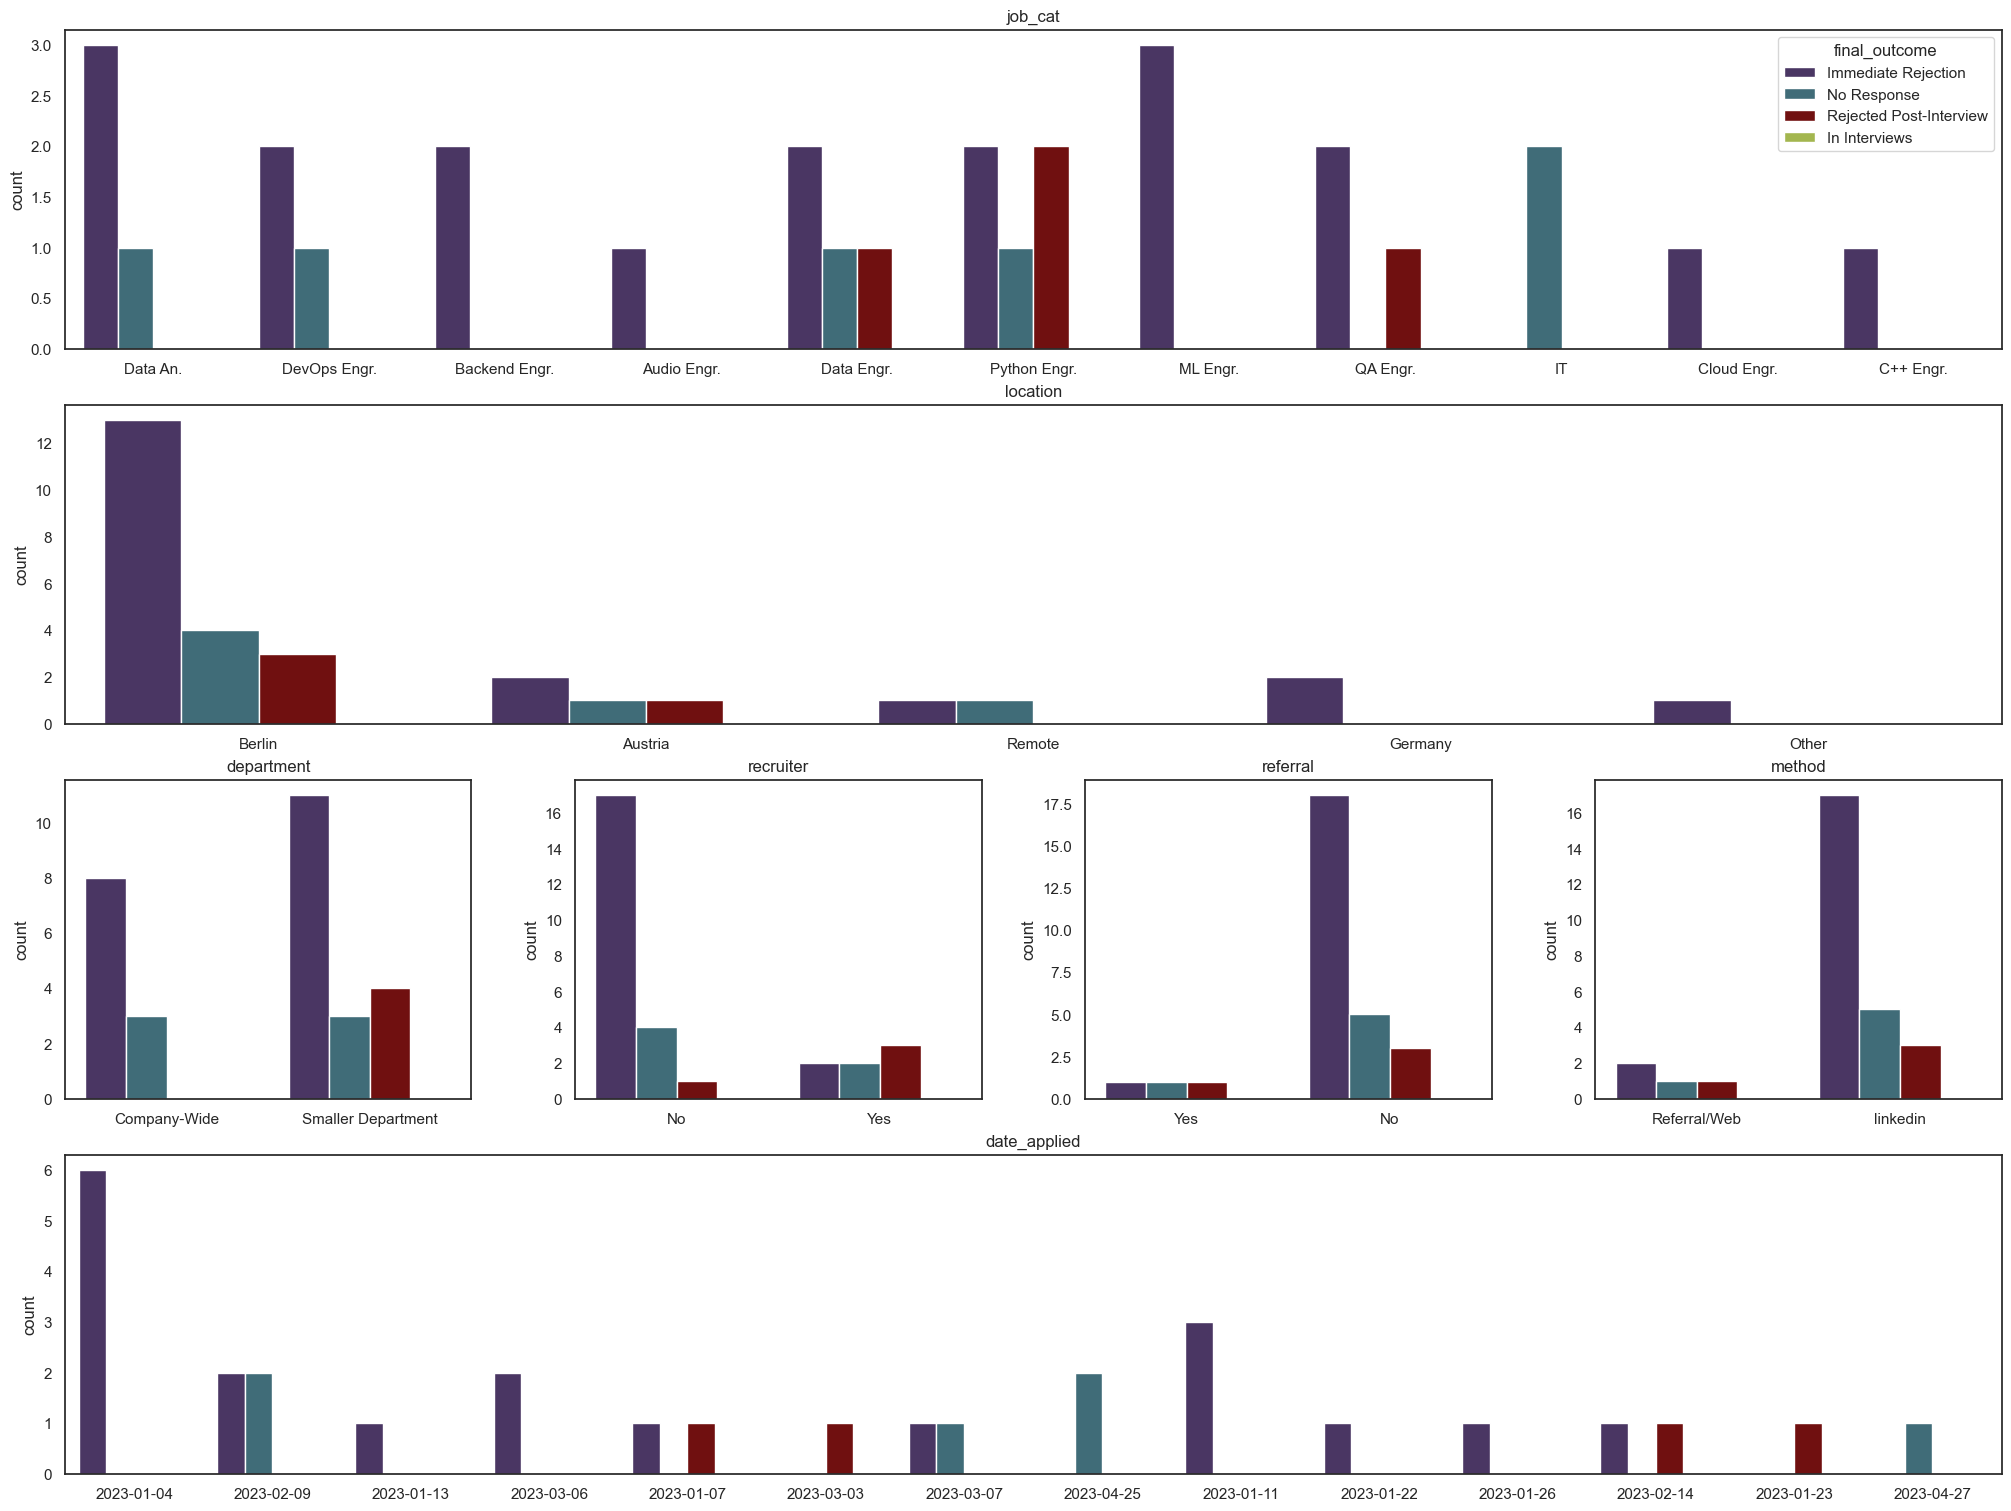 job_cat
final_outcome
Immediate Rejection
No Response
Rejected Post-Interview
In Interviews
count
3.0
2.5
2.0
1.5
1.0
0.5
0.0
Data An. DevOps Engr. Backend Engr. Audio Engr. Data Engr. Python Engr. ML Engr. QA Engr. IT Cloud Engr. C++ Engr.
location
count
12
10
8
6
4
2
0
Berlin Austria Remote Germany Other
department
count
10
8
6
4
2
0
Company-Wide Smaller Department
recruiter
count
16
14
12
10
8
6
4
2
0
No Yes
referral
count
17.5
15.0
12.5
10.0
7.5
5.0
2.5
0.0
Yes No
method
count
16
14
12
10
8
6
4
2
0
Referral/Web linkedin
date_applied
count
6
5
4
3
2
1
0
2023-01-04 2023-02-09 2023-01-13 2023-03-06 2023-01-07 2023-03-03 2023-03-07 2023-04-25 2023-01-11 2023-01-22 2023-01-26 2023-02-14 2023-01-23 2023-04-27